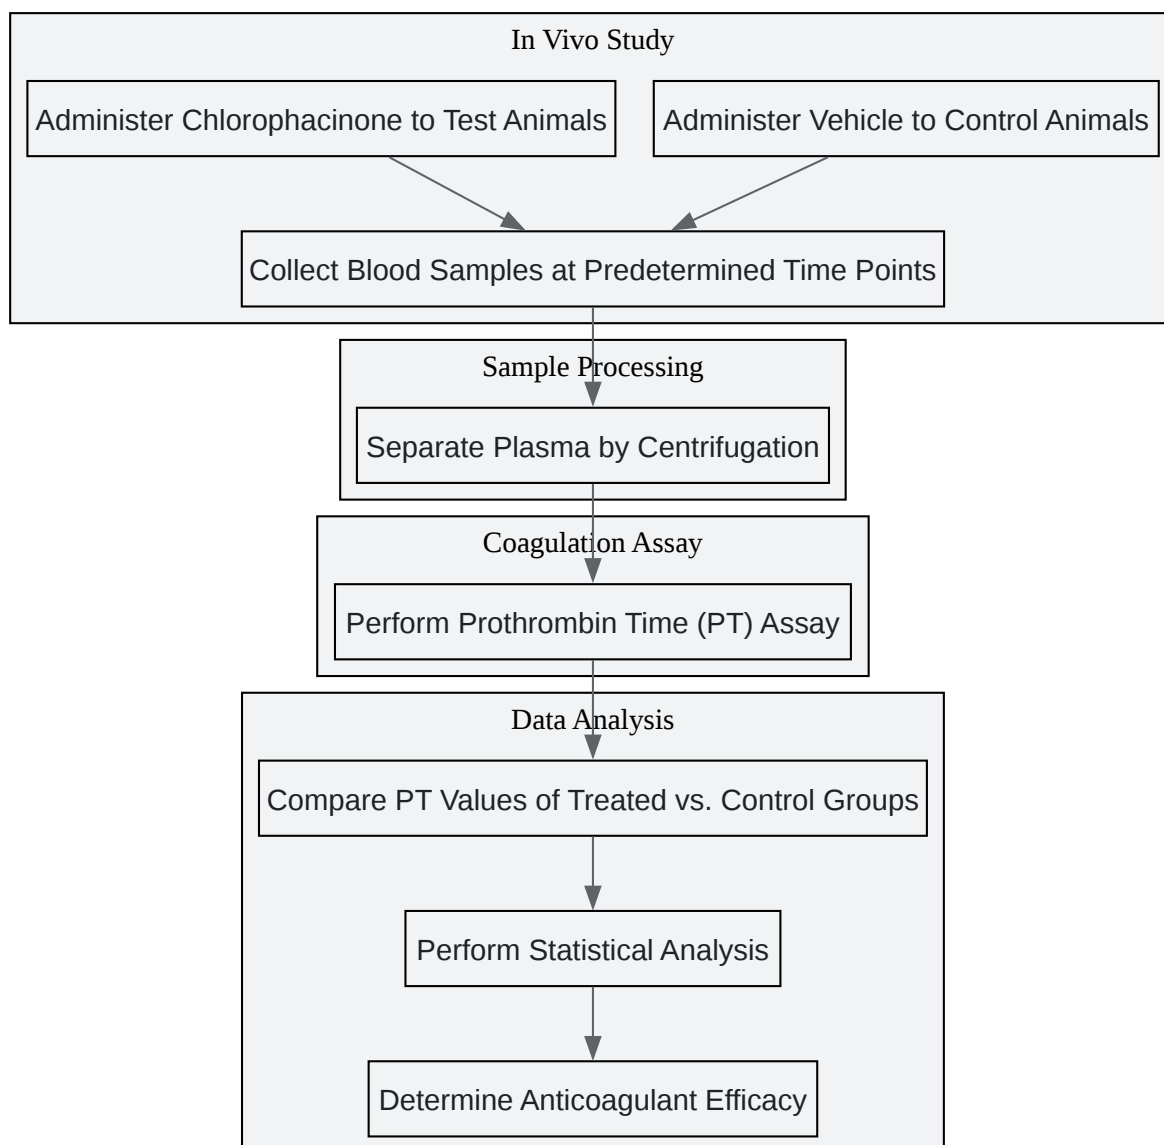 In Vivo Study
Administer Chlorophacinone to Test Animals
Administer Vehicle to Control Animals
Collect Blood Samples at Predetermined Time Points
Sample Processing
Separate Plasma by Centrifugation
Coagulation Assay
Perform Prothrombin Time (PT) Assay
Data Analysis
Compare PT Values of Treated vs. Control Groups
Perform Statistical Analysis
Determine Anticoagulant Efficacy